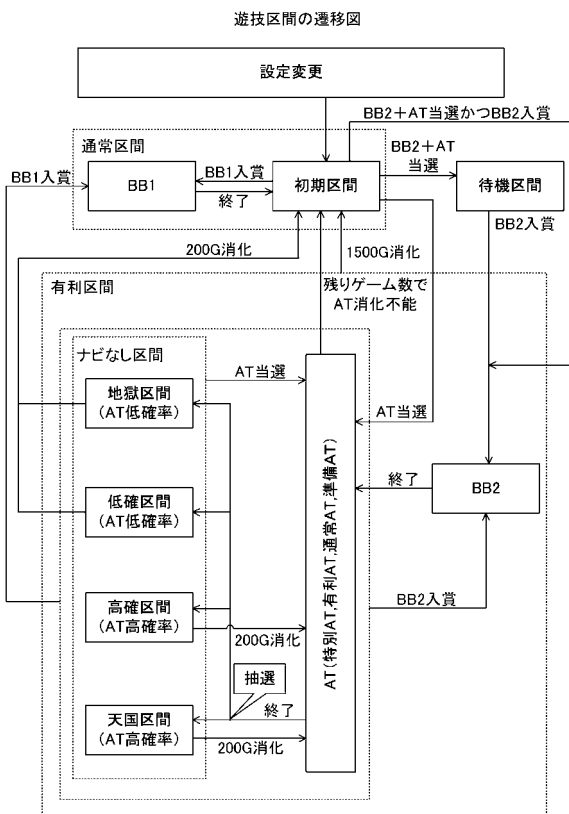 遊技区間の遷移図
設定変更
BB2+AT当選かつBB2入賞
通常区間
BB2+AT
当選
BB1入賞
BB1
BB1入賞
終了
初期区間
待機区間
BB2入賞
200G消化
1500G消化
有利区間
残りゲーム数で
AT消化不能
ナビなし区間
AT当選
地獄区間
(AT低確率)
AT当選
AT(特別AT,有利AT,通常AT,準備AT)
終了
BB2
低確区間
(AT低確率)
高確区間
(AT高確率)
200G消化
BB2入賞
抽選
終了
天国区間
(AT高確率)
200G消化